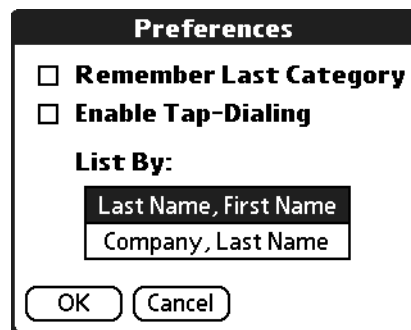 Preferences
Remember Last Category
Enable Tap-Dialing
List By:
Last Name, First Name
Company, Last Name
OK Cancel